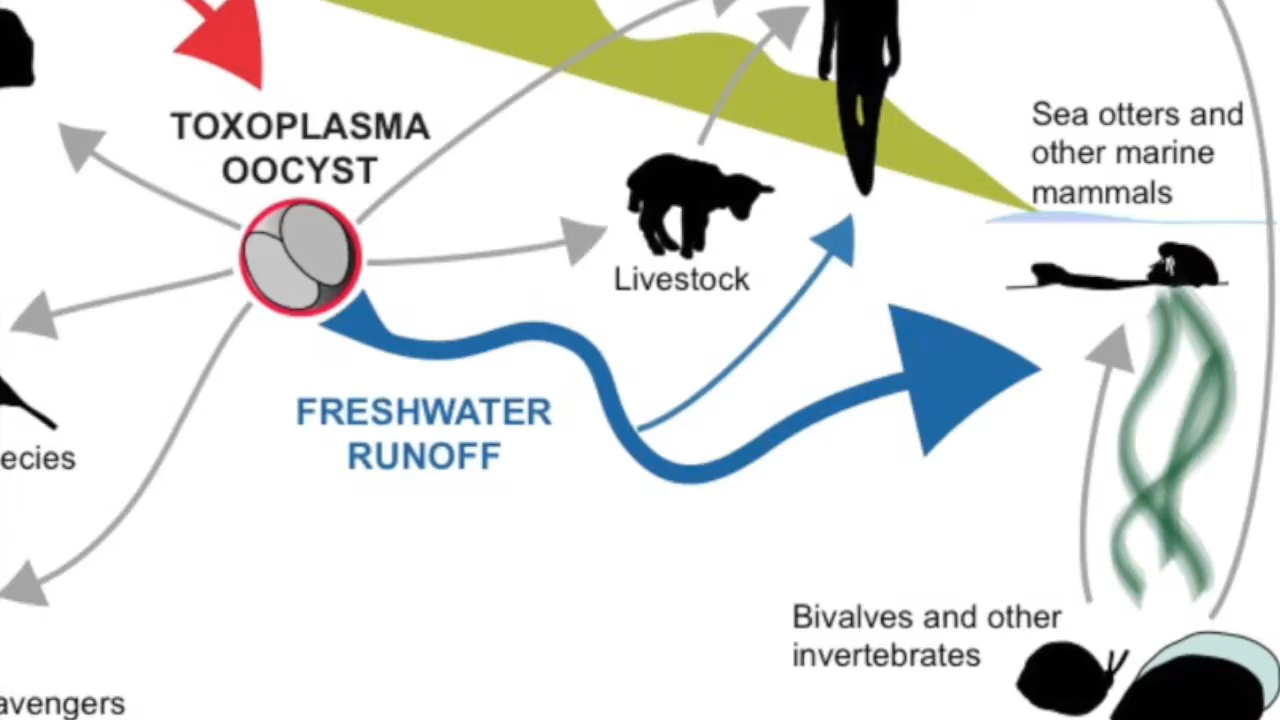 TOXOPLASMA
OOCYST
Sea otters and
other marine
mammals
Livestock
FRESHWATER
RUNOFF
ecies
Bivalves and other
invertebrates
avengers